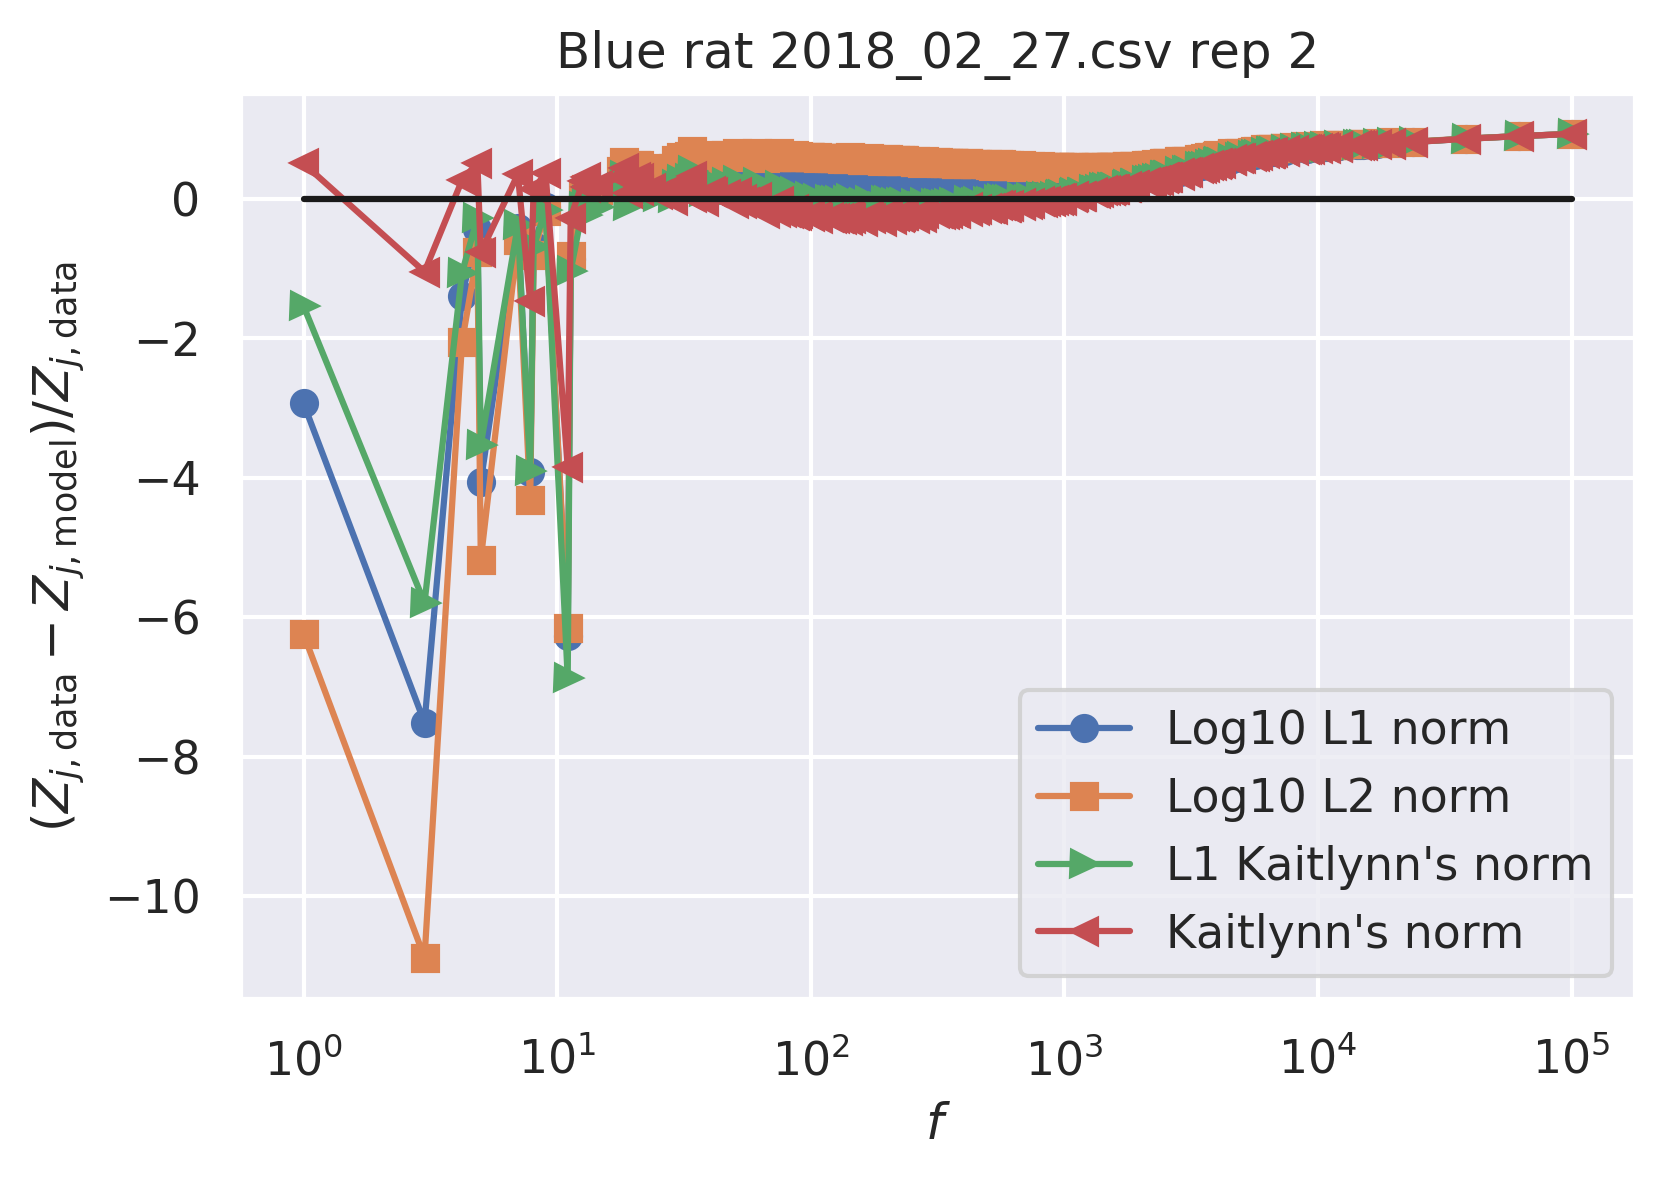 Blue rat 2018_02_27.csv rep 2
(Z_{j, data} − Z_{j, model})/Z_{j, data}
0
−2
−4
−6
−8
−10
Log10 L1 norm
Log10 L2 norm
L1 Kaitlynn's norm
Kaitlynn's norm
10^0 10^1 10^2 10^3 10^4 10^5
f